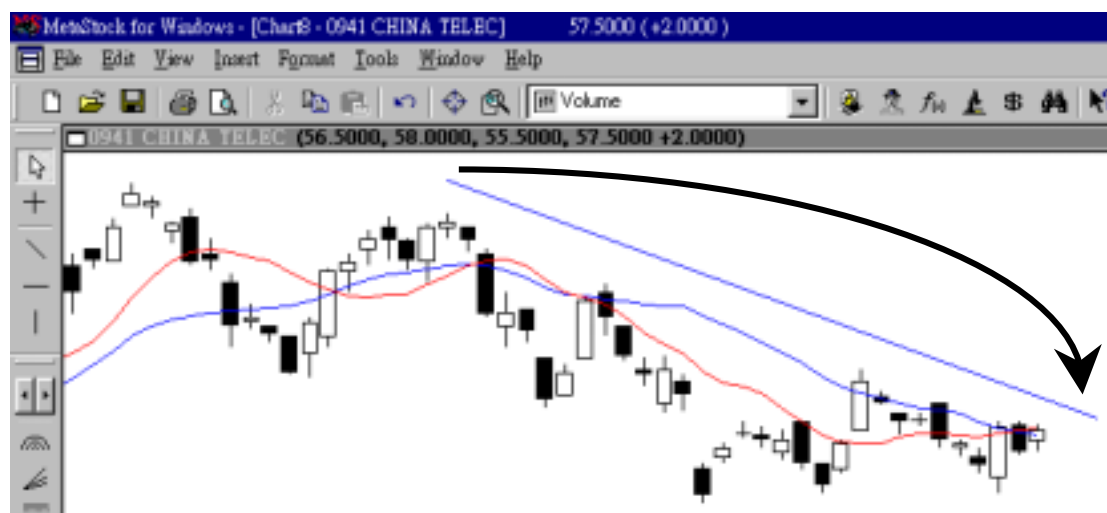 MetaStock for Windows - [Chart8 - 0941 CHINA TELEC] 57.5000 ( +2.0000 )
File Edit View Insert Format Tools Window Help
Volume
0941 CHINA TELEC (56.5000, 58.0000, 55.5000, 57.5000 +2.0000)